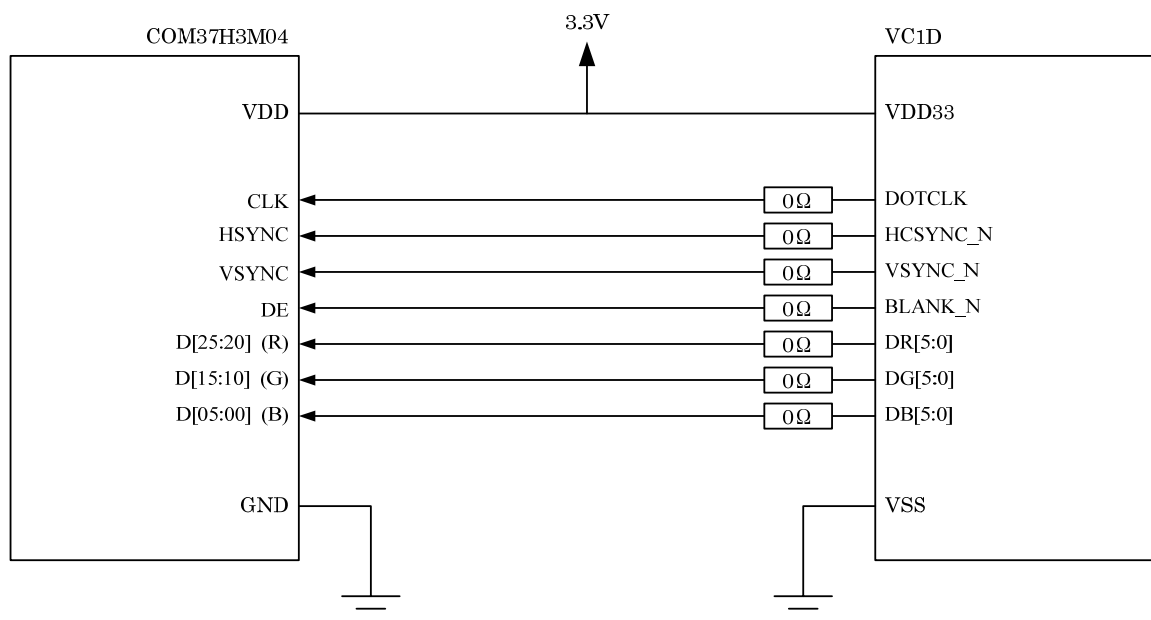 3.3V
COM37H3M04
VC1D
VDD
VDD33
CLK
0Ω
DOTCLK
HSYNC
0Ω
HCSYNC_N
VSYNC
0Ω
VSYNC_N
DE
0Ω
BLANK_N
D[25:20] (R)
0Ω
DR[5:0]
D[15:10] (G)
0Ω
DG[5:0]
D[05:00] (B)
0Ω
DB[5:0]
GND
VSS